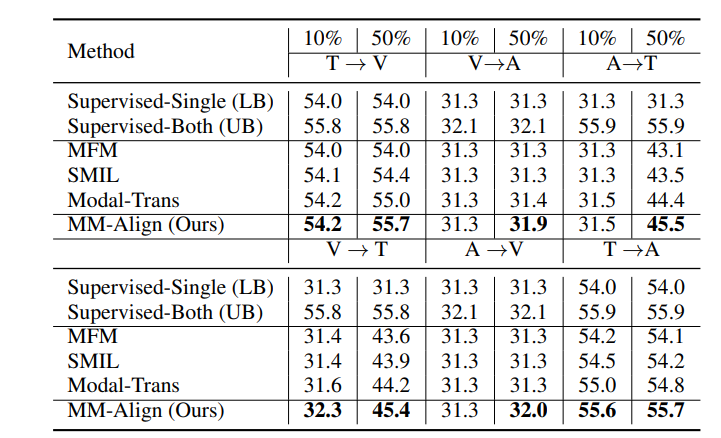 Method 10% 50% 10% 50% 10% 50%
T → V V→A A→T
Supervised-Single (LB) 54.0 54.0 31.3 31.3 31.3 31.3
Supervised-Both (UB) 55.8 55.8 32.1 32.1 55.9 55.9
MFM 54.0 54.0 31.3 31.3 31.3 43.1
SMIL 54.1 54.4 31.3 31.3 31.3 43.5
Modal-Trans 54.2 55.0 31.3 31.4 31.5 44.4
MM-Align (Ours) 54.2 55.7 31.3 31.9 31.5 45.5
V → T A →V T →A
Supervised-Single (LB) 31.3 31.3 31.3 31.3 54.0 54.0
Supervised-Both (UB) 55.8 55.8 32.1 32.1 55.9 55.9
MFM 31.4 43.6 31.3 31.3 54.2 54.1
SMIL 31.4 43.9 31.3 31.3 54.5 54.2
Modal-Trans 31.6 44.2 31.3 31.3 55.0 54.8
MM-Align (Ours) 32.3 45.4 31.3 32.0 55.6 55.7